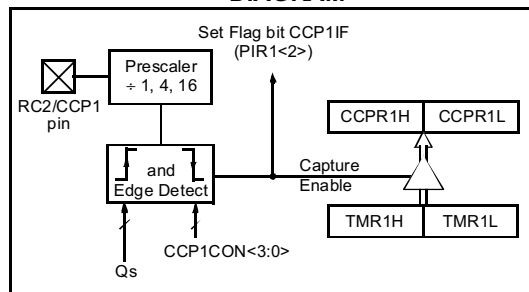 Set Flag bit CCP1IF
(PIR1<2>)
Prescaler
÷ 1, 4, 16
RC2/CCP1
pin
CCPR1H CCPR1L
and
Edge Detect
Capture
Enable
TMR1H TMR1L
CCP1CON<3:0>
Qs